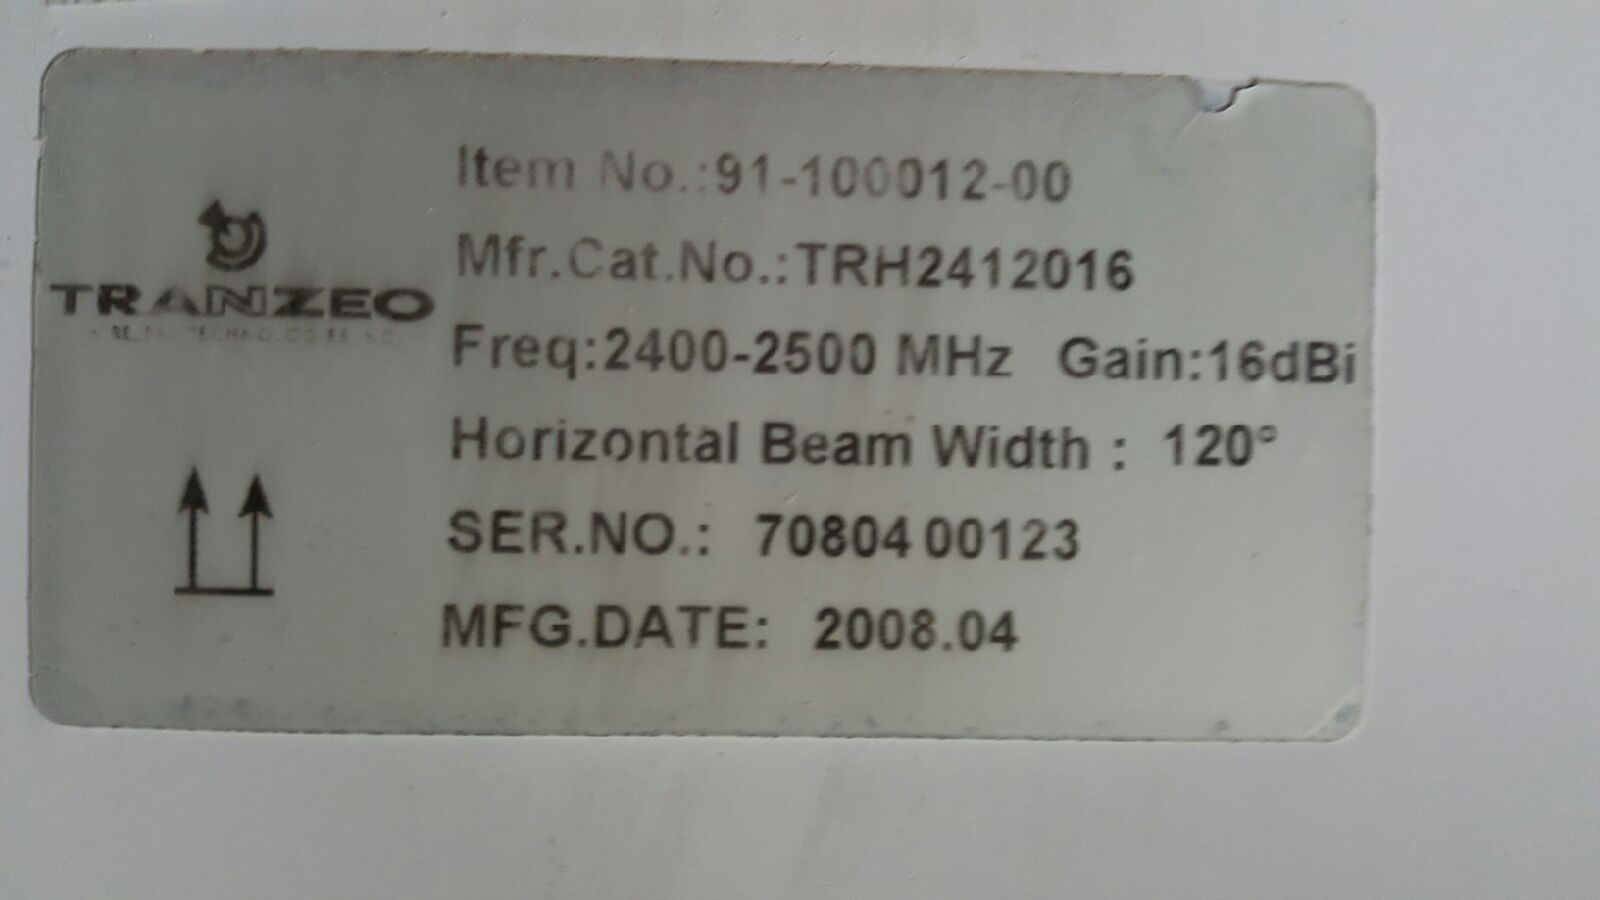 TRANZEO
Item No.:91-100012-00
Mfr.Cat.No.:TRH2412016
Freq:2400-2500 MHz Gain:16dBi
Horizontal Beam Width : 120°
SER.NO.: 70804 00123
MFG.DATE: 2008.04